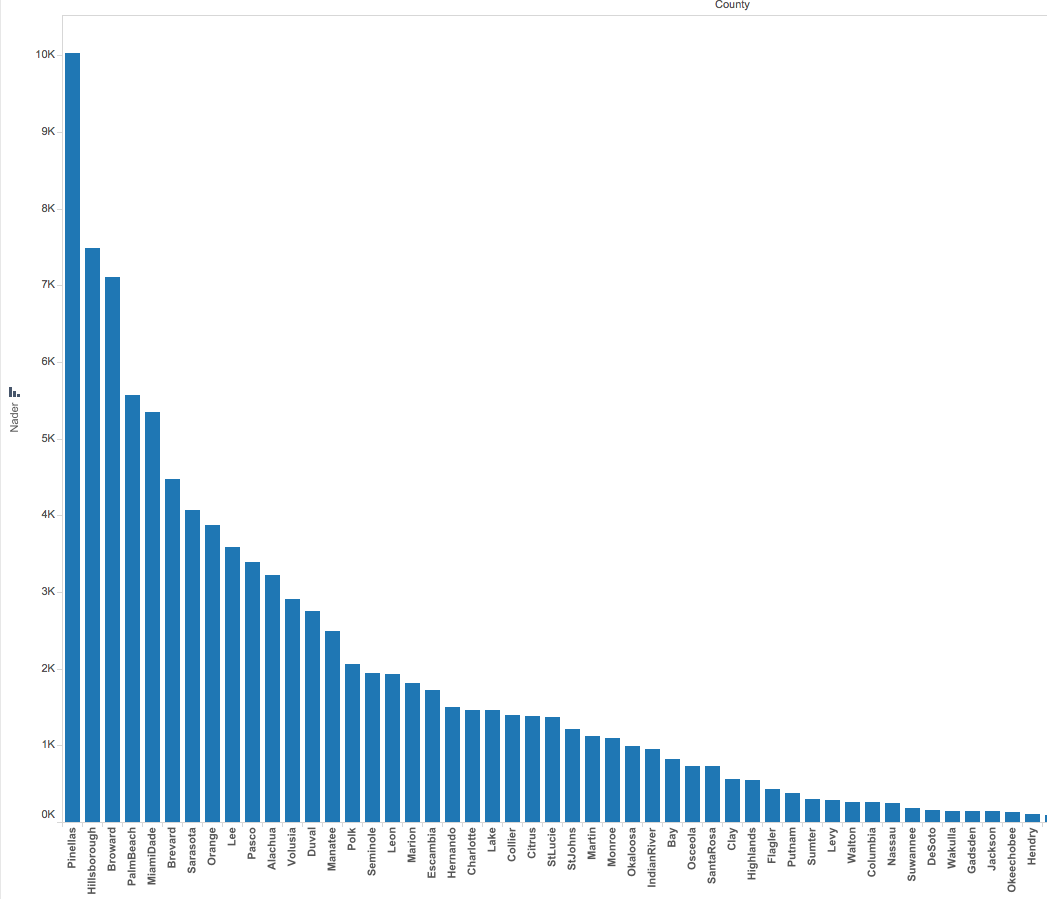 County
10K
9K
8K
7K
6K
5K
4K
3K
2K
1K
0K
Nader
Pinellas
Hillsborough
Broward
PalmBeach
MiamiDade
Brevard
Sarasota
Orange
Lee
Pasco
Alachua
Volusia
Duval
Manatee
Polk
Seminole
Leon
Marion
Escambia
Hernando
Charlotte
Lake
Collier
Citrus
StLucie
StJohns
Martin
Monroe
Okaloosa
IndianRiver
Bay
Osceola
SantaRosa
Clay
Highlands
Flagler
Putnam
Sumter
Levy
Walton
Columbia
Nassau
Suwannee
DeSoto
Wakulla
Gadsden
Jackson
Okeechobee
Hendry